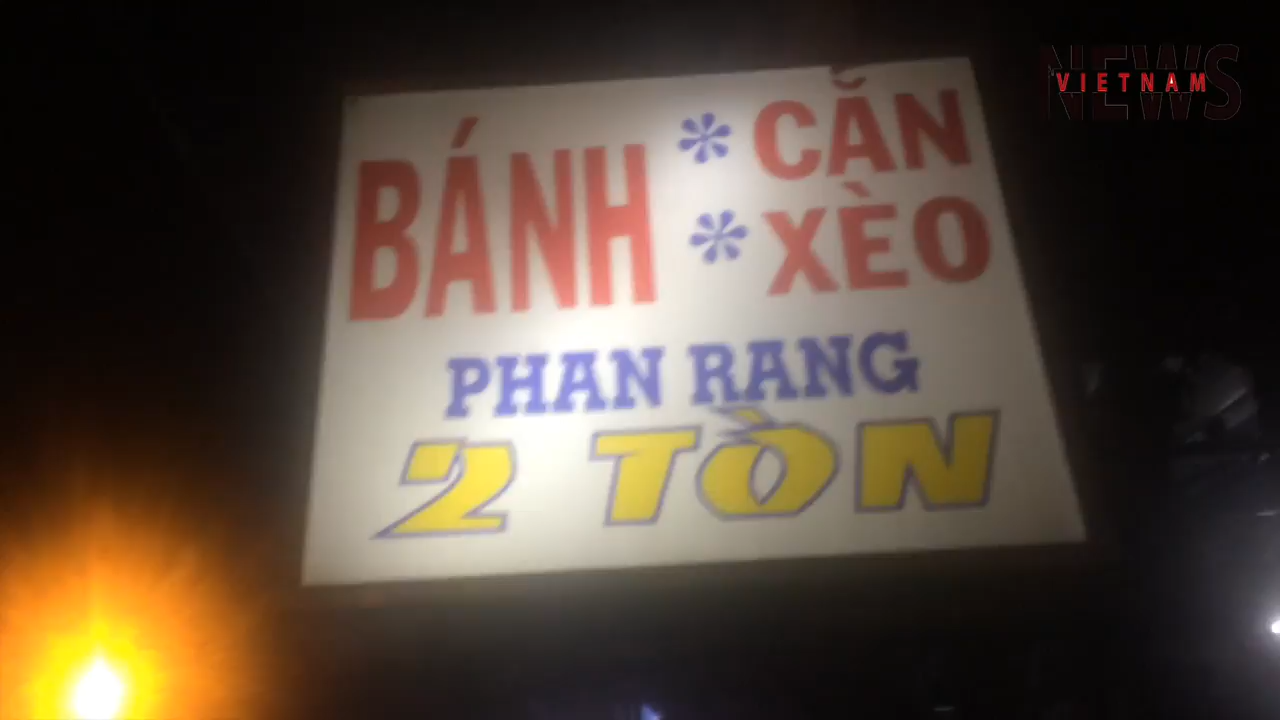 NEWS
VIETNAM
BÁNH * CĂN
* XÈO
PHAN RANG
2 TÒN